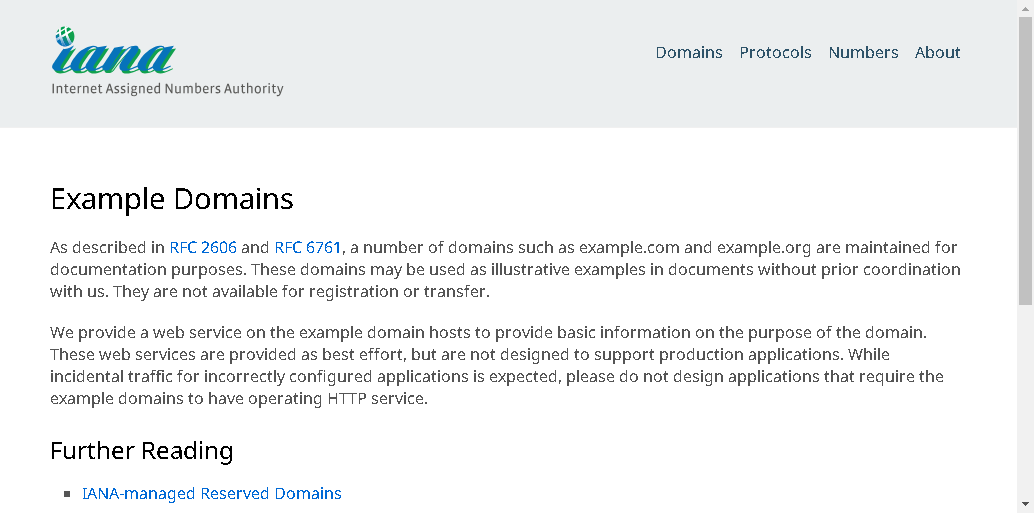 iana
Internet Assigned Numbers Authority
Domains Protocols Numbers About
Example Domains
As described in RFC 2606 and RFC 6761, a number of domains such as example.com and example.org are maintained for
documentation purposes. These domains may be used as illustrative examples in documents without prior coordination
with us. They are not available for registration or transfer.
We provide a web service on the example domain hosts to provide basic information on the purpose of the domain.
These web services are provided as best effort, but are not designed to support production applications. While
incidental traffic for incorrectly configured applications is expected, please do not design applications that require the
example domains to have operating HTTP service.
Further Reading
IANA-managed Reserved Domains